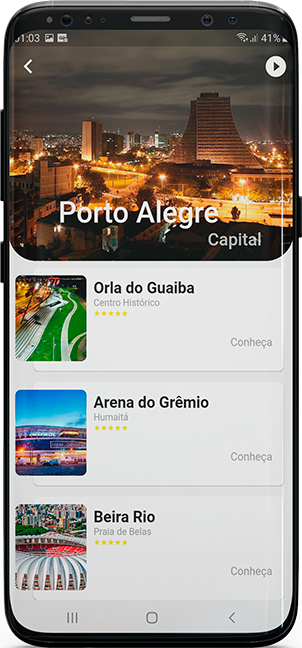 01:03
41%
Porto Alegre
Capital
Orla do Guaiba
Centro Histórico
Conheça
Arena do Grêmio
Humaitá
Conheça
Beira Rio
Praia de Belas
Conheça